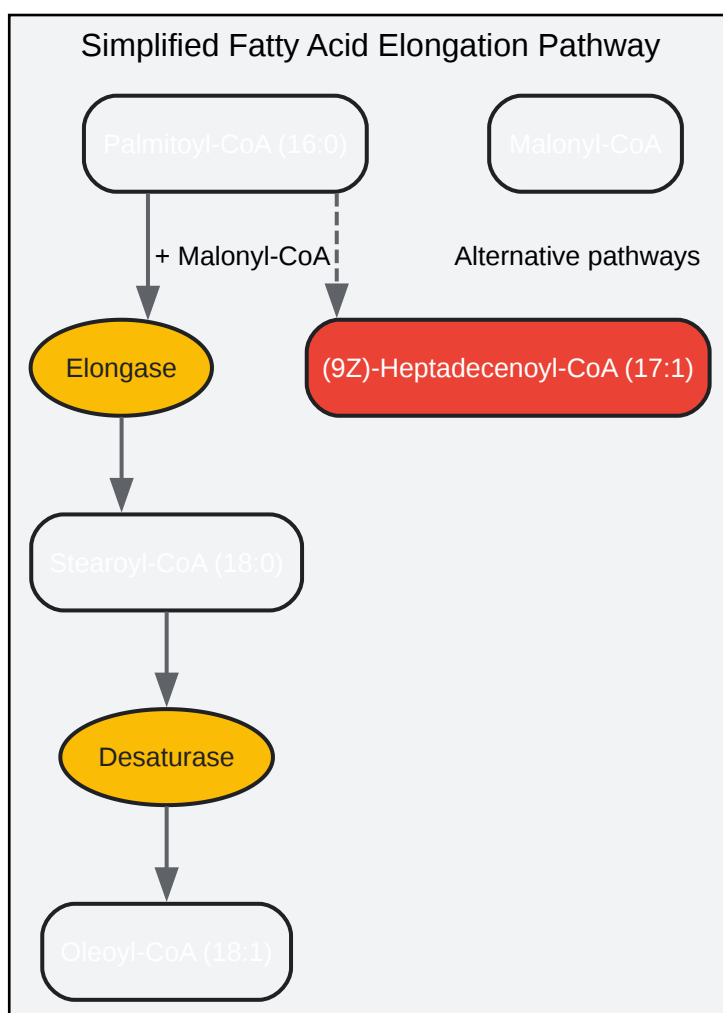 Simplified Fatty Acid Elongation Pathway
Palmitoyl-CoA (16:0)
Malonyl-CoA
+ Malonyl-CoA
Alternative pathways
Elongase
(9Z)-Heptadecenoyl-CoA (17:1)
Stearoyl-CoA (18:0)
Desaturase
Oleoyl-CoA (18:1)